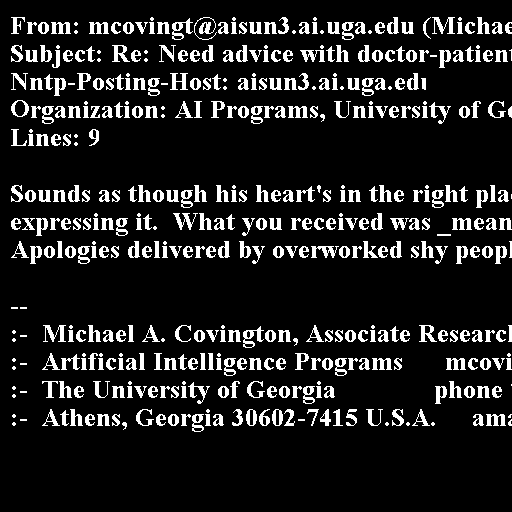 From: mcovingt@aisun3.ai.uga.edu (Michae
Subject: Re: Need advice with doctor-patient
Nntp-Posting-Host: aisun3.ai.uga.edu
Organization: AI Programs, University of Ge
Lines: 9
Sounds as though his heart's in the right pla
expressing it.  What you received was _mean
Apologies delivered by overworked shy peopl
--
:-  Michael A. Covington, Associate Research
:-  Artificial Intelligence Programs      mcovi
:-  The University of Georgia              phone
:-  Athens, Georgia 30602-7415 U.S.A.     ama